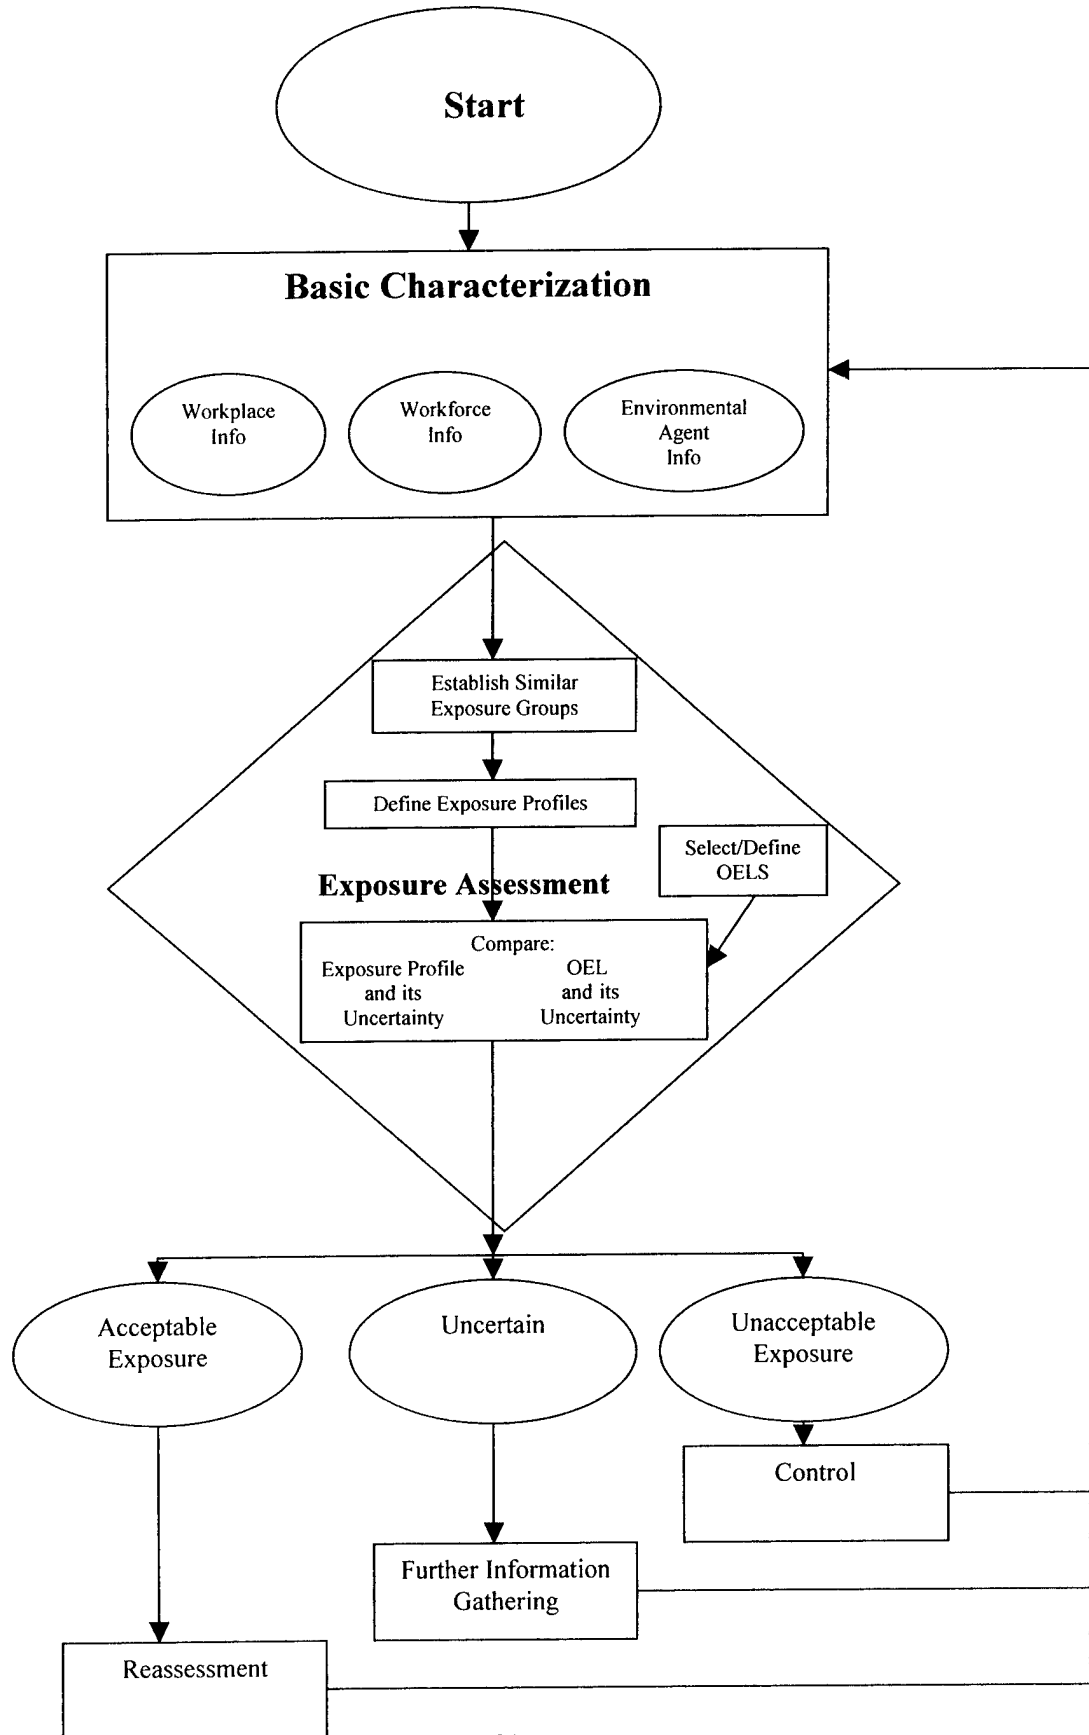 Start
Basic Characterization
Workplace
Info
Workforce
Info
Environmental
Agent
Info
Establish Similar
Exposure Groups
Define Exposure Profiles
Select/Define
OELS
Exposure Assessment
Compare:
Exposure Profile
and its
Uncertainty
OEL
and its
Uncertainty
Acceptable
Exposure
Uncertain
Unacceptable
Exposure
Control
Further Information
Gathering
Reassessment